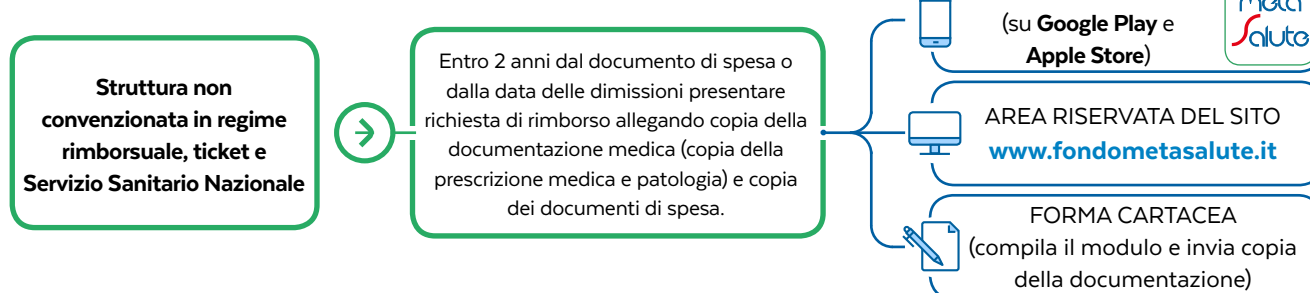 Struttura non
convenzionata in regime
rimborsuale, ticket e
Servizio Sanitario Nazionale
Entro 2 anni dal documento di spesa o
dalla data delle dimissioni presentare
richiesta di rimborso allegando copia della
documentazione medica (copia della
prescrizione medica e patologia) e copia
dei documenti di spesa.
(su Google Play e
Apple Store)
meta
Salute
AREA RISERVATA DEL SITO
www.fondometasalute.it
FORMA CARTACEA
(compila il modulo e invia copia
della documentazione)